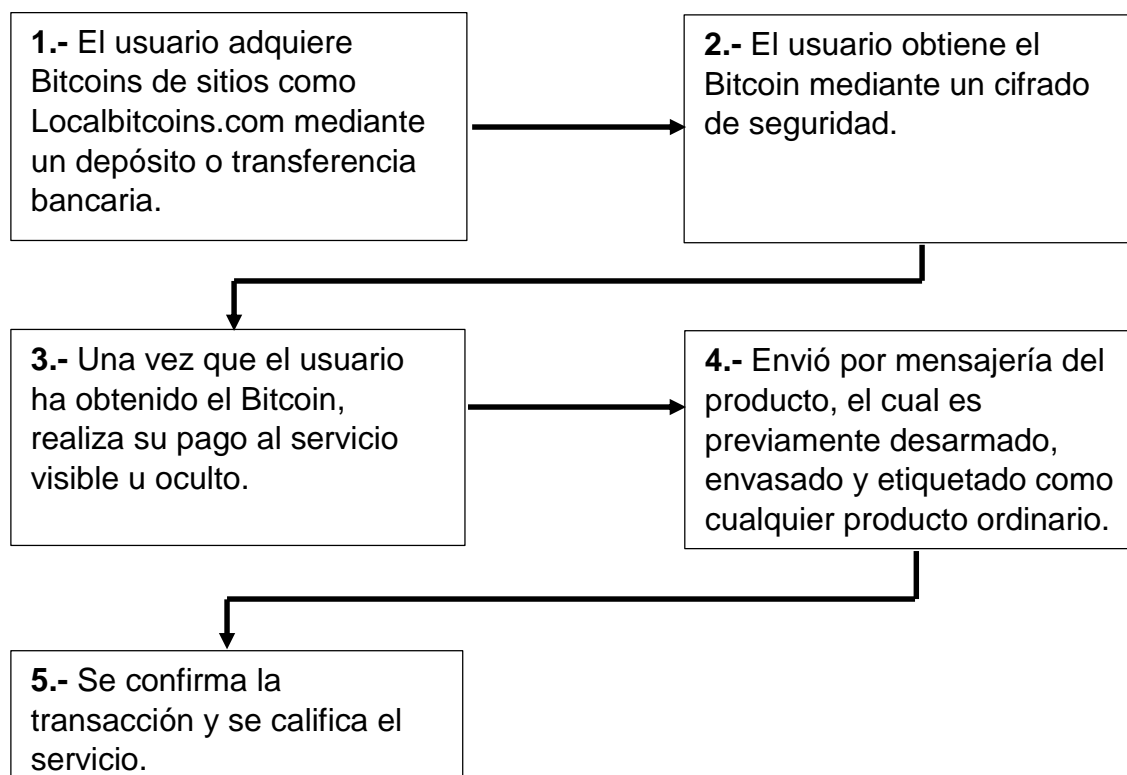 1.- El usuario adquiere
Bitcoins de sitios como
Localbitcoins.com mediante
un depósito o transferencia
bancaria.
2.- El usuario obtiene el
Bitcoin mediante un cifrado
de seguridad.
3.- Una vez que el usuario
ha obtenido el Bitcoin,
realiza su pago al servicio
visible u oculto.
4.- Envió por mensajería del
producto, el cual es
previamente desarmado,
envasado y etiquetado como
cualquier producto ordinario.
5.- Se confirma la
transacción y se califica el
servicio.